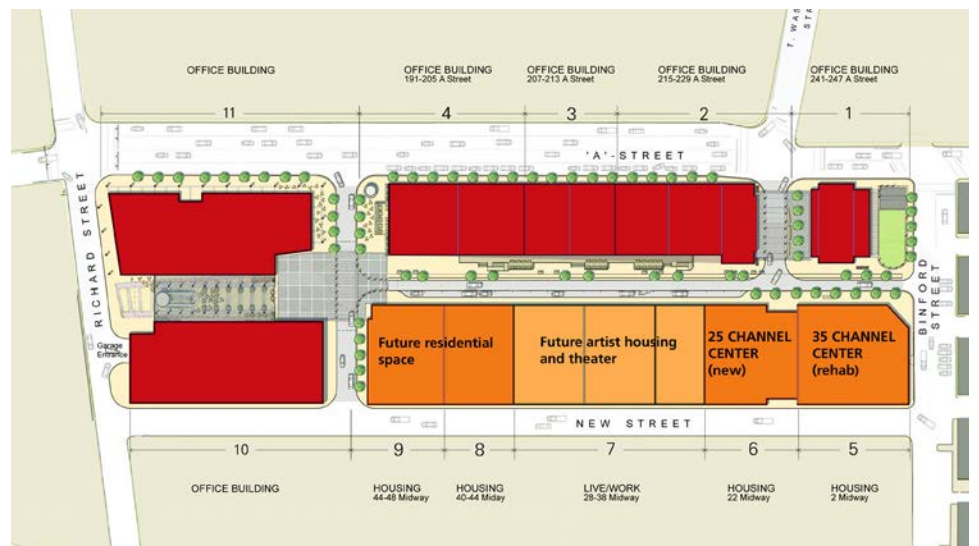 OFFICE BUILDING
OFFICE BUILDING
191-205 A Street
OFFICE BUILDING
207-213 A Street
OFFICE BUILDING
215-229 A Street
T. WAS
STR
OFFICE BUILDING
241-247 A Street
11
4
3
2
1
'A'-STREET
RICHARD STREET
BINFORD
STREET
Garage
Entrance
Future residential
space
Future artist housing
and theater
25 CHANNEL
CENTER
(new)
35 CHANNEL
CENTER
(rehab)
NEW STREET
10
9
8
7
6
5
OFFICE BUILDING
HOUSING
44-48 Midway
HOUSING
40-44 Miday
LIVE/WORK
28-38 Midway
HOUSING
22 Midway
HOUSING
2 Midway